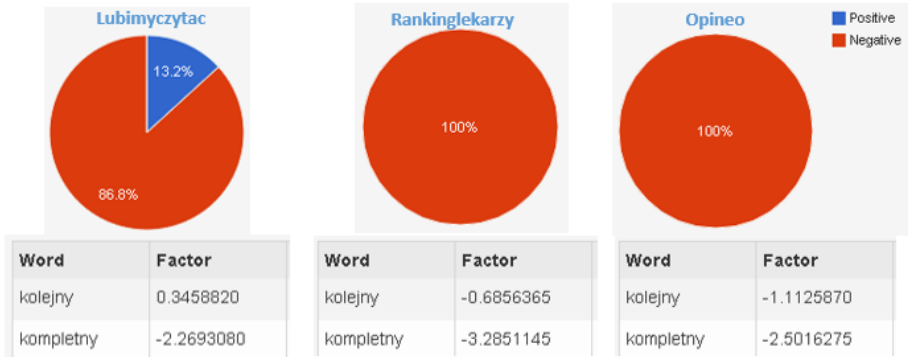 Lubimyczytac
Rankinglekarzy
Opineo
Positive
Negative
13.2%
86.8%
100%
100%
Word Factor
kolejny 0.3458820
kompletny -2.2693080
Word Factor
kolejny -0.6856365
kompletny -3.2851145
Word Factor
kolejny -1.1125870
kompletny -2.5016275